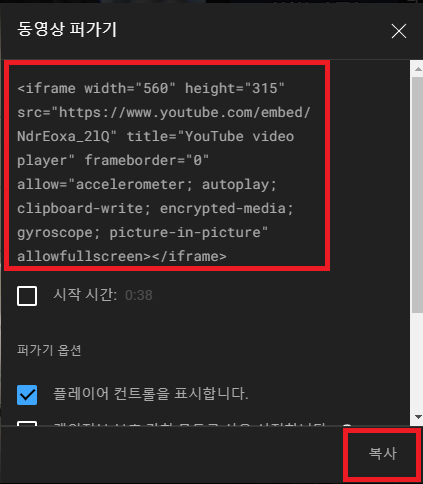 동영상 퍼가기
<iframe width="560" height="315"
src="https://www.youtube.com/embed/
NdrEoxa_2lQ" title="YouTube video
player" frameborder="0"
allow="accelerometer; autoplay;
clipboard-write; encrypted-media;
gyroscope; picture-in-picture"
allowfullscreen></iframe>
시작 시간: 0:38
퍼가기 옵션
플레이어 컨트롤을 표시합니다.
복사